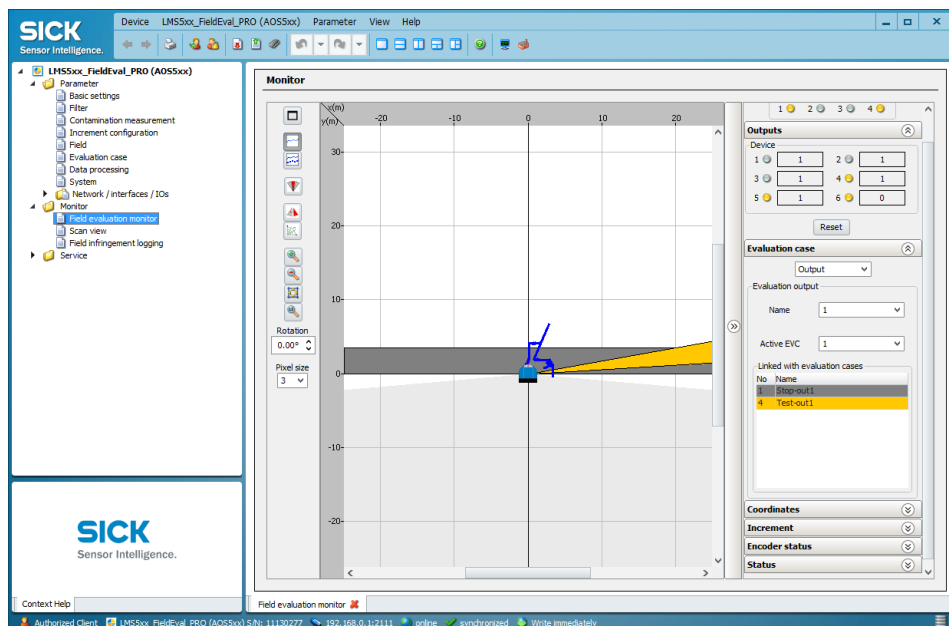 SICK
Sensor Intelligence.
Device LMS5xx_FieldEval_PRO (AOS5xx) Parameter View Help
LMS5xx_FieldEval_PRO (AOS5xx)
Parameter
Basic settings
Filter
Contamination measurement
Increment configuration
Field
Evaluation case
Data processing
System
Network / interfaces / IOs
Monitor
Field evaluation monitor
Scan view
Field infringement logging
Service
SICK
Sensor Intelligence.
Context Help
Monitor
Rotation
0.00°
Pixel size
3
x(m)
y(m)
-20 -10 0 10 20
30
20
10
0
-10
-20
1 2 3 4
Outputs
Device
1 1 2 1
3 1 4 1
5 1 6 0
Reset
Evaluation case
Output
Evaluation output
Name 1
Active EVC 1
Linked with evaluation cases
No Name
1 Stop-out1
4 Test-out1
Coordinates
Increment
Encoder status
Status
Field evaluation monitor
Authorized Client LMS5xx_FieldEval_PRO (AOS5xx) S/N: 11130277 192.168.0.1:2111 online synchronized Write immediately